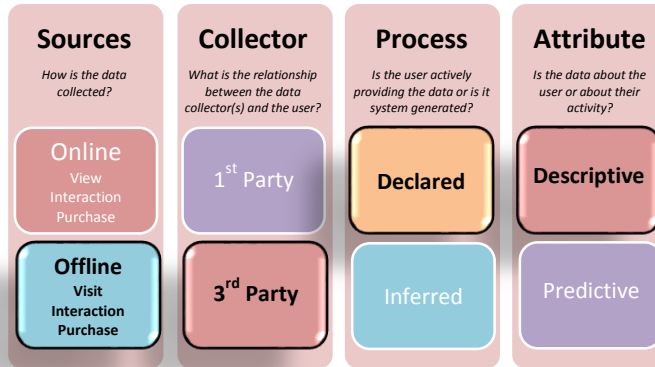 Sources
How is the data
collected?
Online
View
Interaction
Purchase
Offline
Visit
Interaction
Purchase
Collector
What is the relationship
between the data
collector(s) and the user?
1st Party
3rd Party
Process
Is the user actively
providing the data or is it
system generated?
Declared
Inferred
Attribute
Is the data about the
user or about their
activity?
Descriptive
Predictive